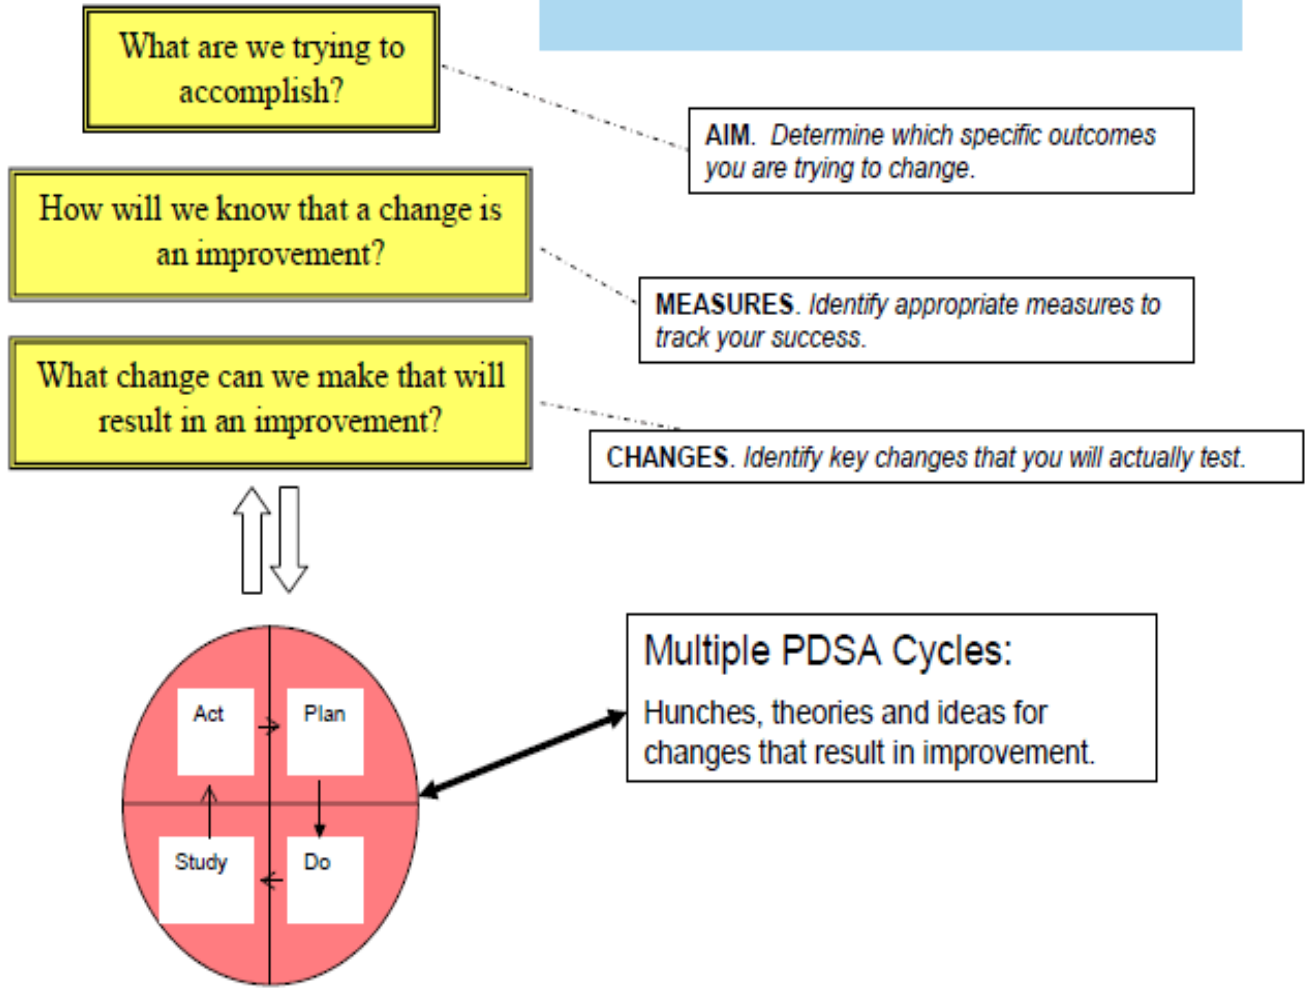 What are we trying to
accomplish?
AIM.  Determine which specific outcomes
you are trying to change.
How will we know that a change is
an improvement?
MEASURES. Identify appropriate measures to
track your success.
What change can we make that will
result in an improvement?
CHANGES. Identify key changes that you will actually test.
Multiple PDSA Cycles:
Hunches, theories and ideas for
changes that result in improvement.
Act
Plan
Study
Do